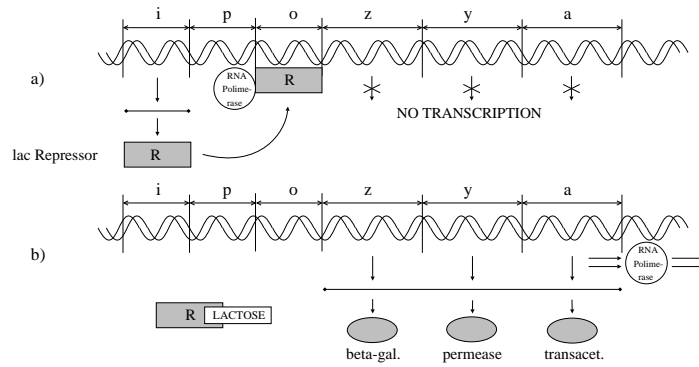 i p o z y a
a)
RNA
Polime-
rase
R
NO TRANSCRIPTION
lac Repressor R
i p o z y a
b)
RNA
Polime-
rase
R LACTOSE
beta-gal. permease transacet.